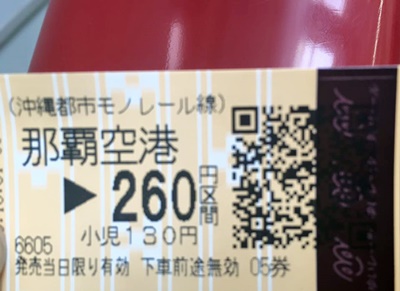 (沖縄都市モノレール線)
那覇空港
▶260円区間
小児130円
6605
発売当日限り有効 下車前途無効 05券